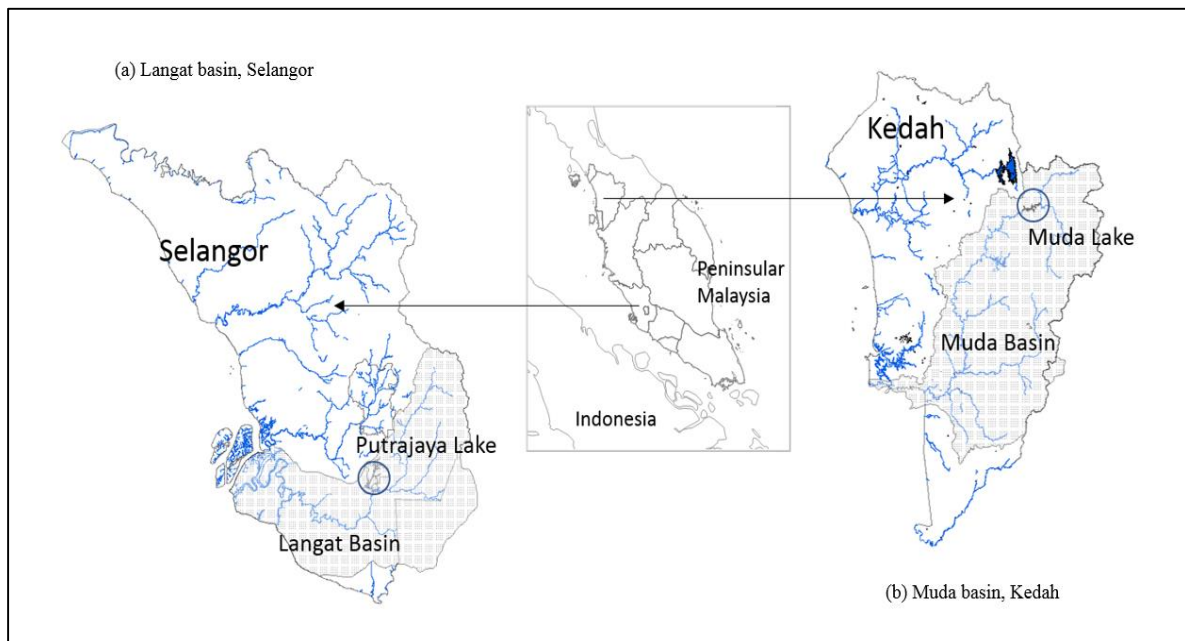 (a) Langat basin, Selangor
Selangor
Putrajaya Lake
Langat Basin
Peninsular
Malaysia
Indonesia
Kedah
Muda Lake
Muda Basin
(b) Muda basin, Kedah